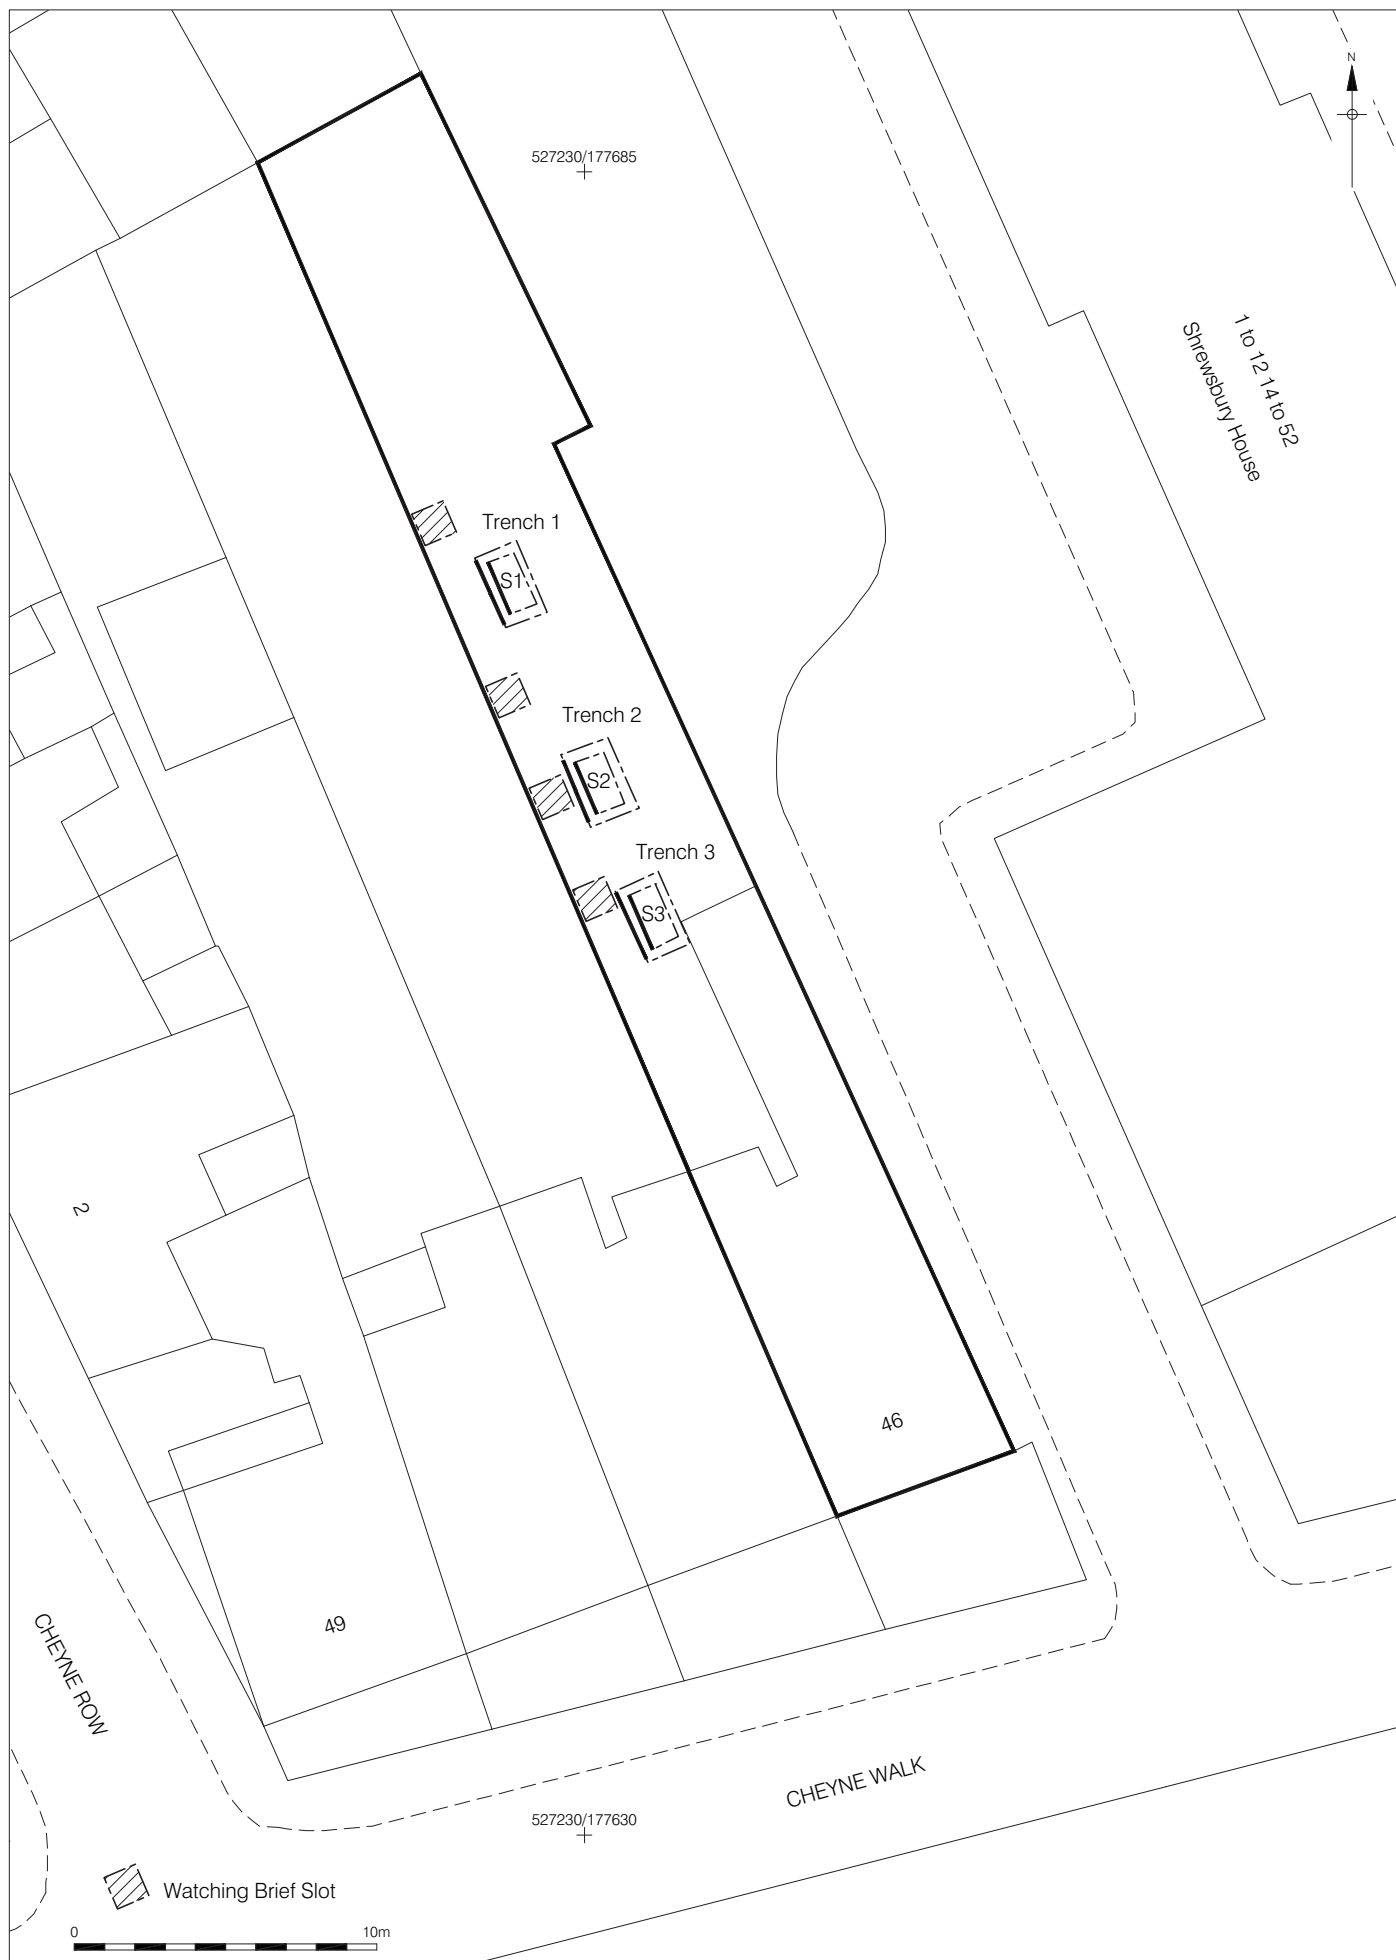 N
527230/177685
1 to 12 14 to 52
Shrewsbury House
Trench 1
S1
Trench 2
S2
Trench 3
S3
2
46
49
CHEYNE ROW
CHEYNE WALK
527230/177630
Watching Brief Slot
0 10m